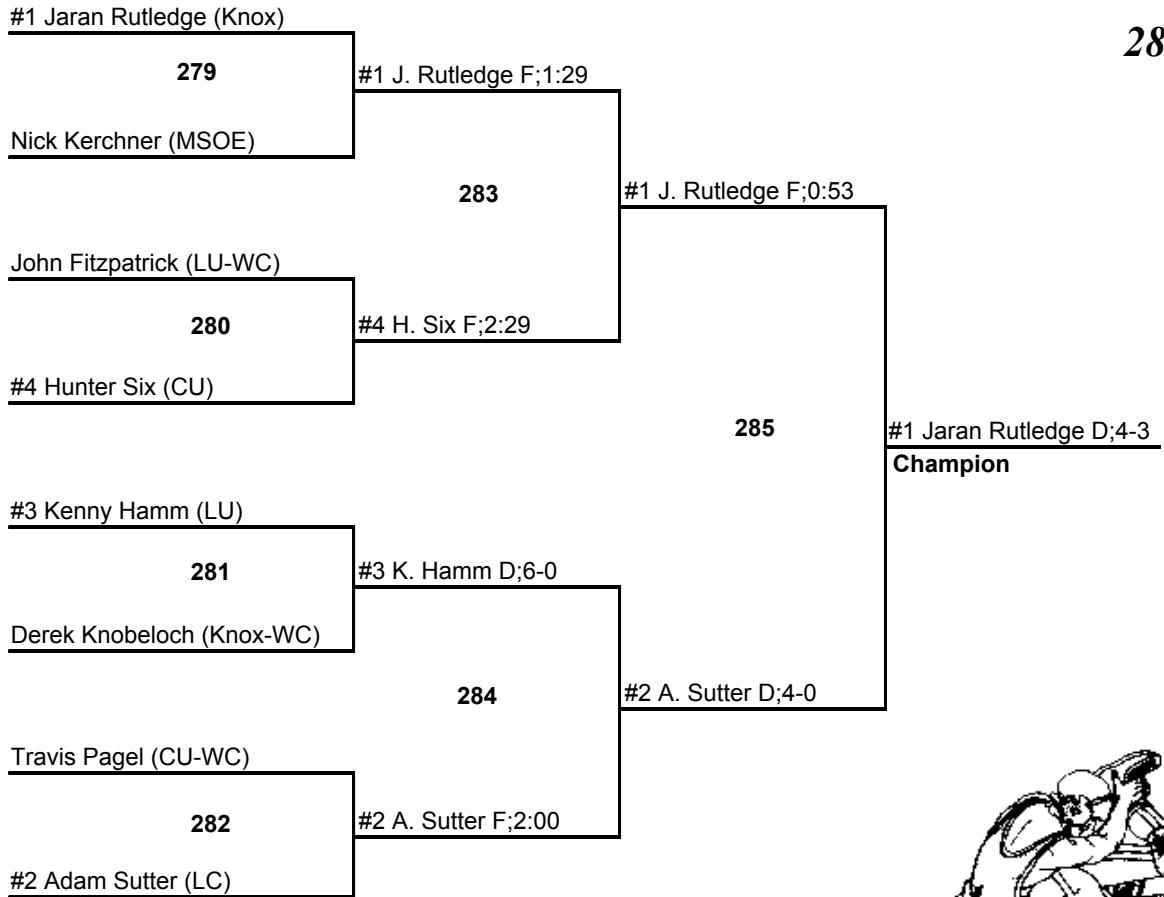 #1 Jaran Rutledge (Knox)
28
279
#1 J. Rutledge F;1:29
Nick Kerchner (MSOE)
283
#1 J. Rutledge F;0:53
John Fitzpatrick (LU-WC)
280
#4 H. Six F;2:29
#4 Hunter Six (CU)
285
#1 Jaran Rutledge D;4-3
Champion
#3 Kenny Hamm (LU)
281
#3 K. Hamm D;6-0
Derek Knobeloch (Knox-WC)
284
#2 A. Sutter D;4-0
Travis Pagel (CU-WC)
282
#2 A. Sutter F;2:00
#2 Adam Sutter (LC)